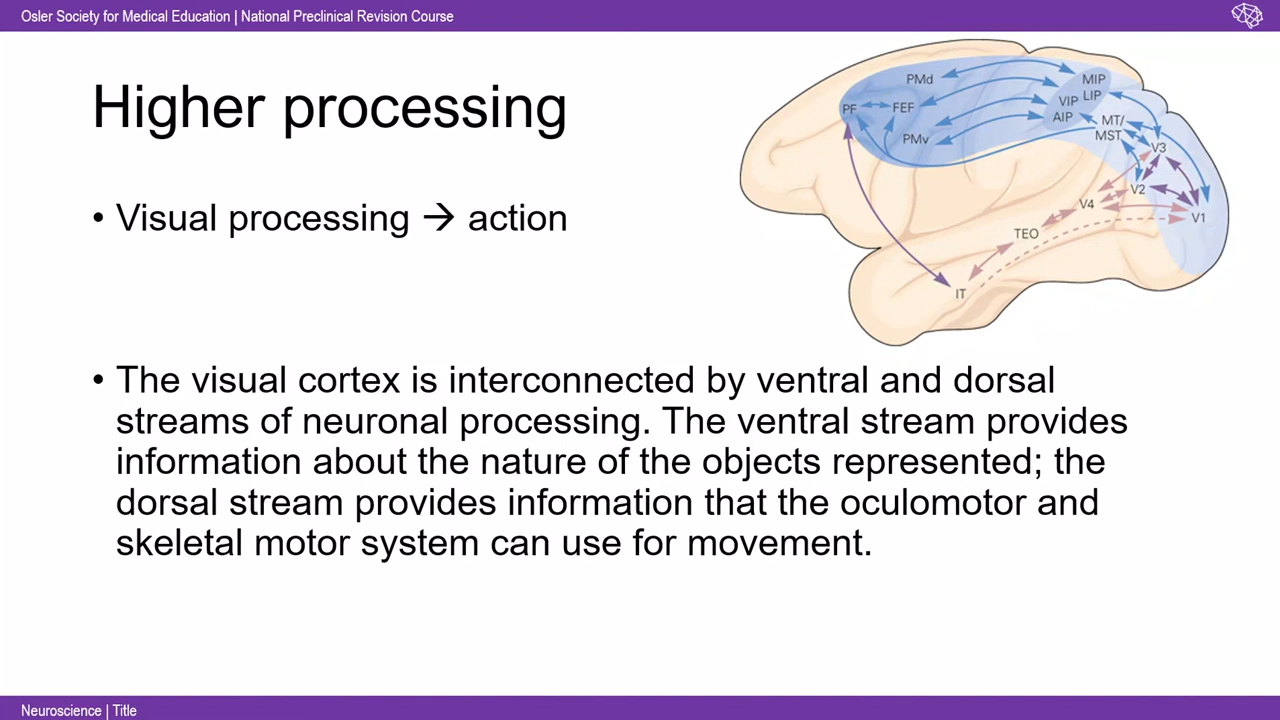 Osler Society for Medical Education | National Preclinical Revision Course
Higher processing
• Visual processing → action
• The visual cortex is interconnected by ventral and dorsal
streams of neuronal processing. The ventral stream provides
information about the nature of the objects represented; the
dorsal stream provides information that the oculomotor and
skeletal motor system can use for movement.
PMd
PF
FEF
PMv
MIP
LIP
VIP
AIP
MT/
MST
V3
V2
V4
V1
TEO
IT
Neuroscience | Title